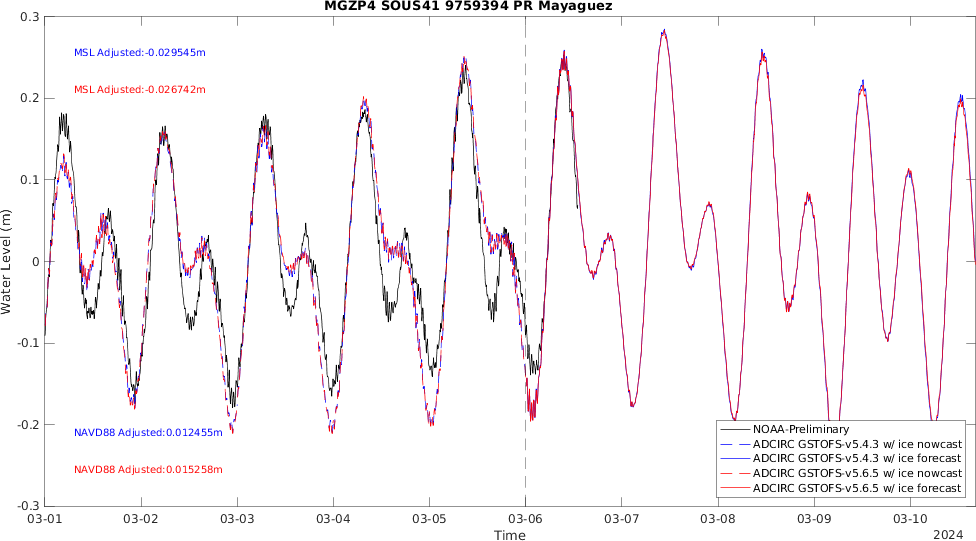 MGZP4 SOUS41 9759394 PR Mayaguez
0.3
MSL Adjusted:-0.029545m
MSL Adjusted:-0.026742m
0.2
0.1
0
-0.1
-0.2
-0.3
Water Level (m)
NAVD88 Adjusted:0.012455m
NAVD88 Adjusted:0.015258m
NOAA-Preliminary
ADCIRC GSTOFS-v5.4.3 w/ ice nowcast
ADCIRC GSTOFS-v5.4.3 w/ ice forecast
ADCIRC GSTOFS-v5.6.5 w/ ice nowcast
ADCIRC GSTOFS-v5.6.5 w/ ice forecast
03-01 03-02 03-03 03-04 03-05 03-06 03-07 03-08 03-09 03-10
Time
2024